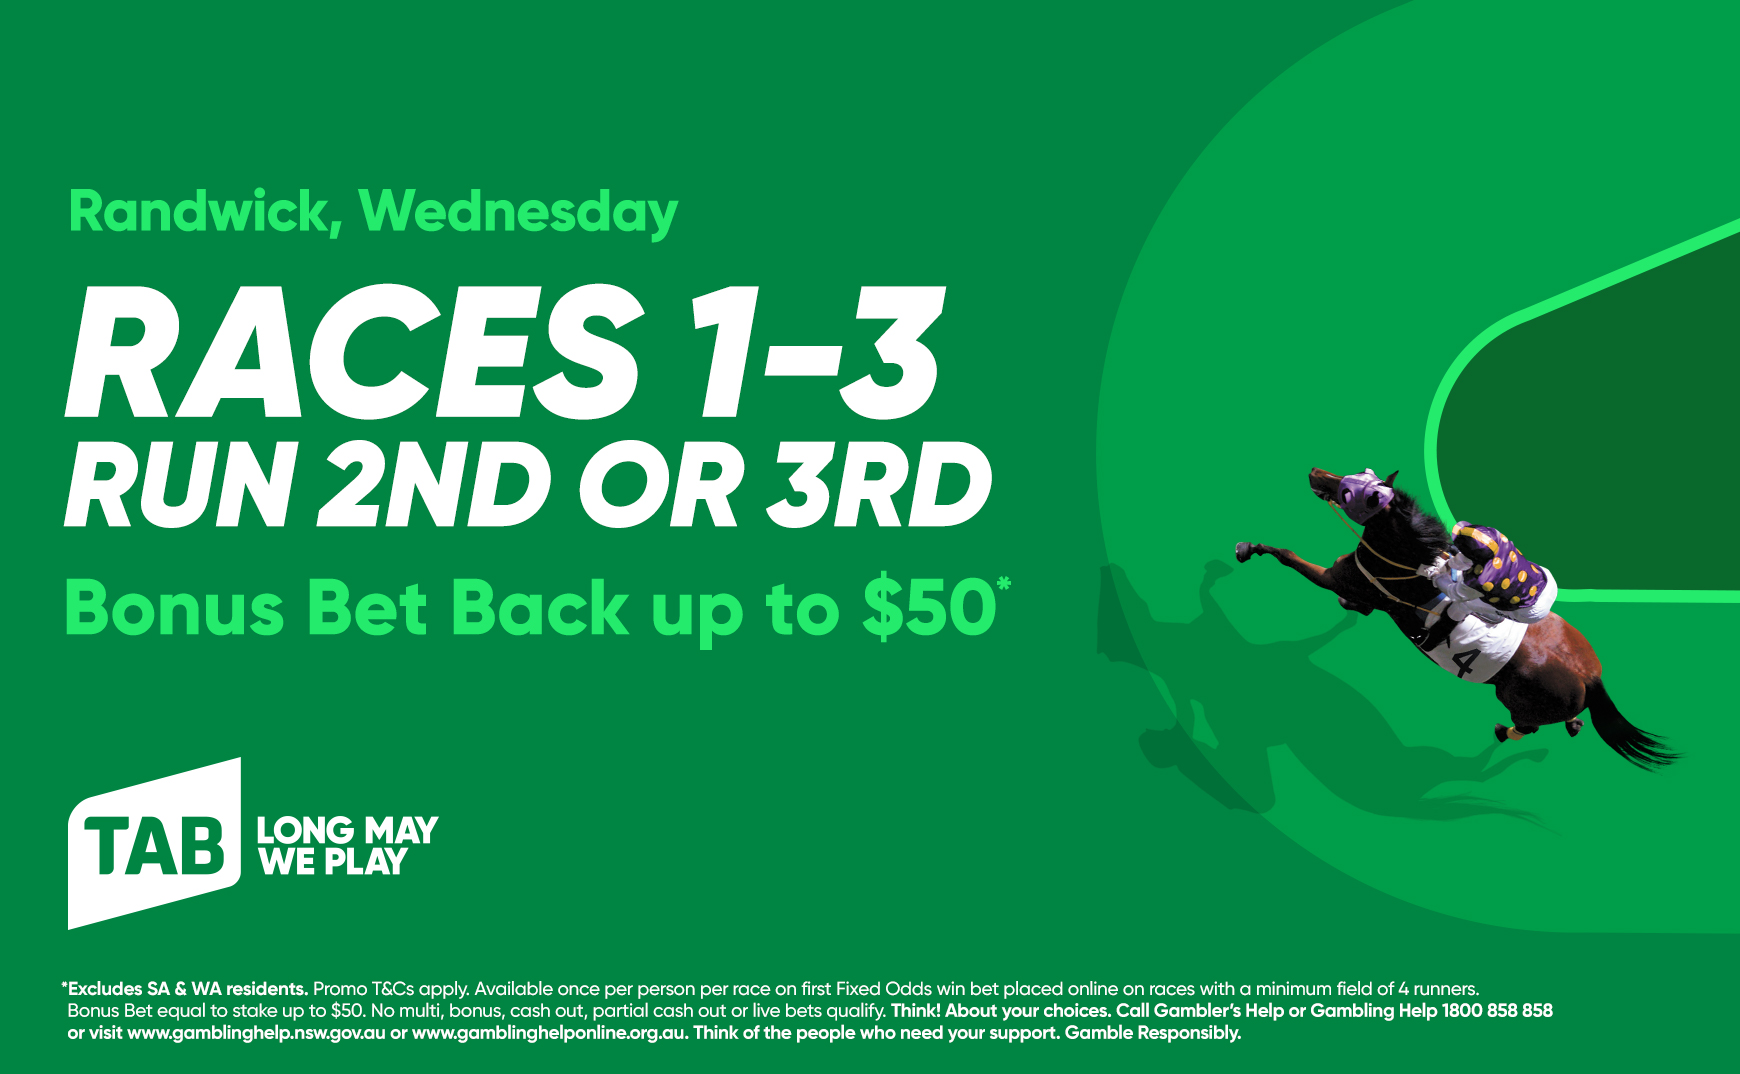 Randwick, Wednesday
RACES 1-3
RUN 2ND OR 3RD
Bonus Bet Back up to $50*
TAB
LONG MAY
WE PLAY
4
*Excludes SA & WA residents. Promo T&Cs apply. Available once per person per race on first Fixed Odds win bet placed online on races with a minimum field of 4 runners.
Bonus Bet equal to stake up to $50. No multi, bonus, cash out, partial cash out or live bets qualify. Think! About your choices. Call Gambler's Help or Gambling Help 1800 858 858
or visit www.gamblinghelp.nsw.gov.au or www.gamblinghelponline.org.au. Think of the people who need your support. Gamble Responsibly.